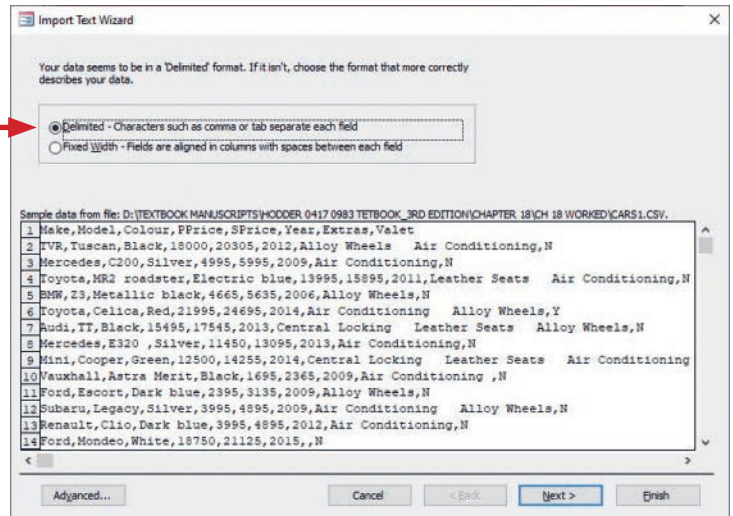 Import Text Wizard
Your data seems to be in a 'Delimited' format. If it isn't, choose the format that more correctly
describes your data.
Delimited - Characters such as comma or tab separate each field
Fixed Width - Fields are aligned in columns with spaces between each field
Sample data from file: D:\TEXTBOOK MANUSCRIPTS\HODDER 0417 0983 TETBOOK_3RD EDITION\CHAPTER 18\CH 18 WORKED\CARS1.CSV.
1 Make,Model,Colour,PPrice,SPrice,Year,Extras,Valet
2 TVR,Tuscan,Black,18000,20305,2012,Alloy Wheels   Air Conditioning,N
3 Mercedes,C200,Silver,4995,5995,2009,Air Conditioning,N
4 Toyota,MR2 roadster,Electric blue,13995,15895,2011,Leather Seats   Air Conditioning,N
5 BMW,Z3,Metallic black,4665,5635,2006,Alloy Wheels,N
6 Toyota,Celica,Red,21995,24695,2014,Air Conditioning   Alloy Wheels,Y
7 Audi,TT,Black,15495,17545,2013,Central Locking   Leather Seats   Alloy Wheels,N
8 Mercedes,E320 ,Silver,11450,13095,2013,Air Conditioning,N
9 Mini,Cooper,Green,12500,14255,2014,Central Locking   Leather Seats   Air Conditioning
10 Vauxhall,Astra Merit,Black,1695,2365,2009,Air Conditioning ,N
11 Ford,Escort,Dark blue,2395,3135,2009,Alloy Wheels,N
12 Subaru,Legacy,Silver,3995,4895,2009,Air Conditioning   Alloy Wheels,N
13 Renault,Clio,Dark blue,3995,4895,2012,Air Conditioning,N
14 Ford,Mondeo,White,18750,21125,2015,,N
Advanced... Cancel < Back Next > Finish